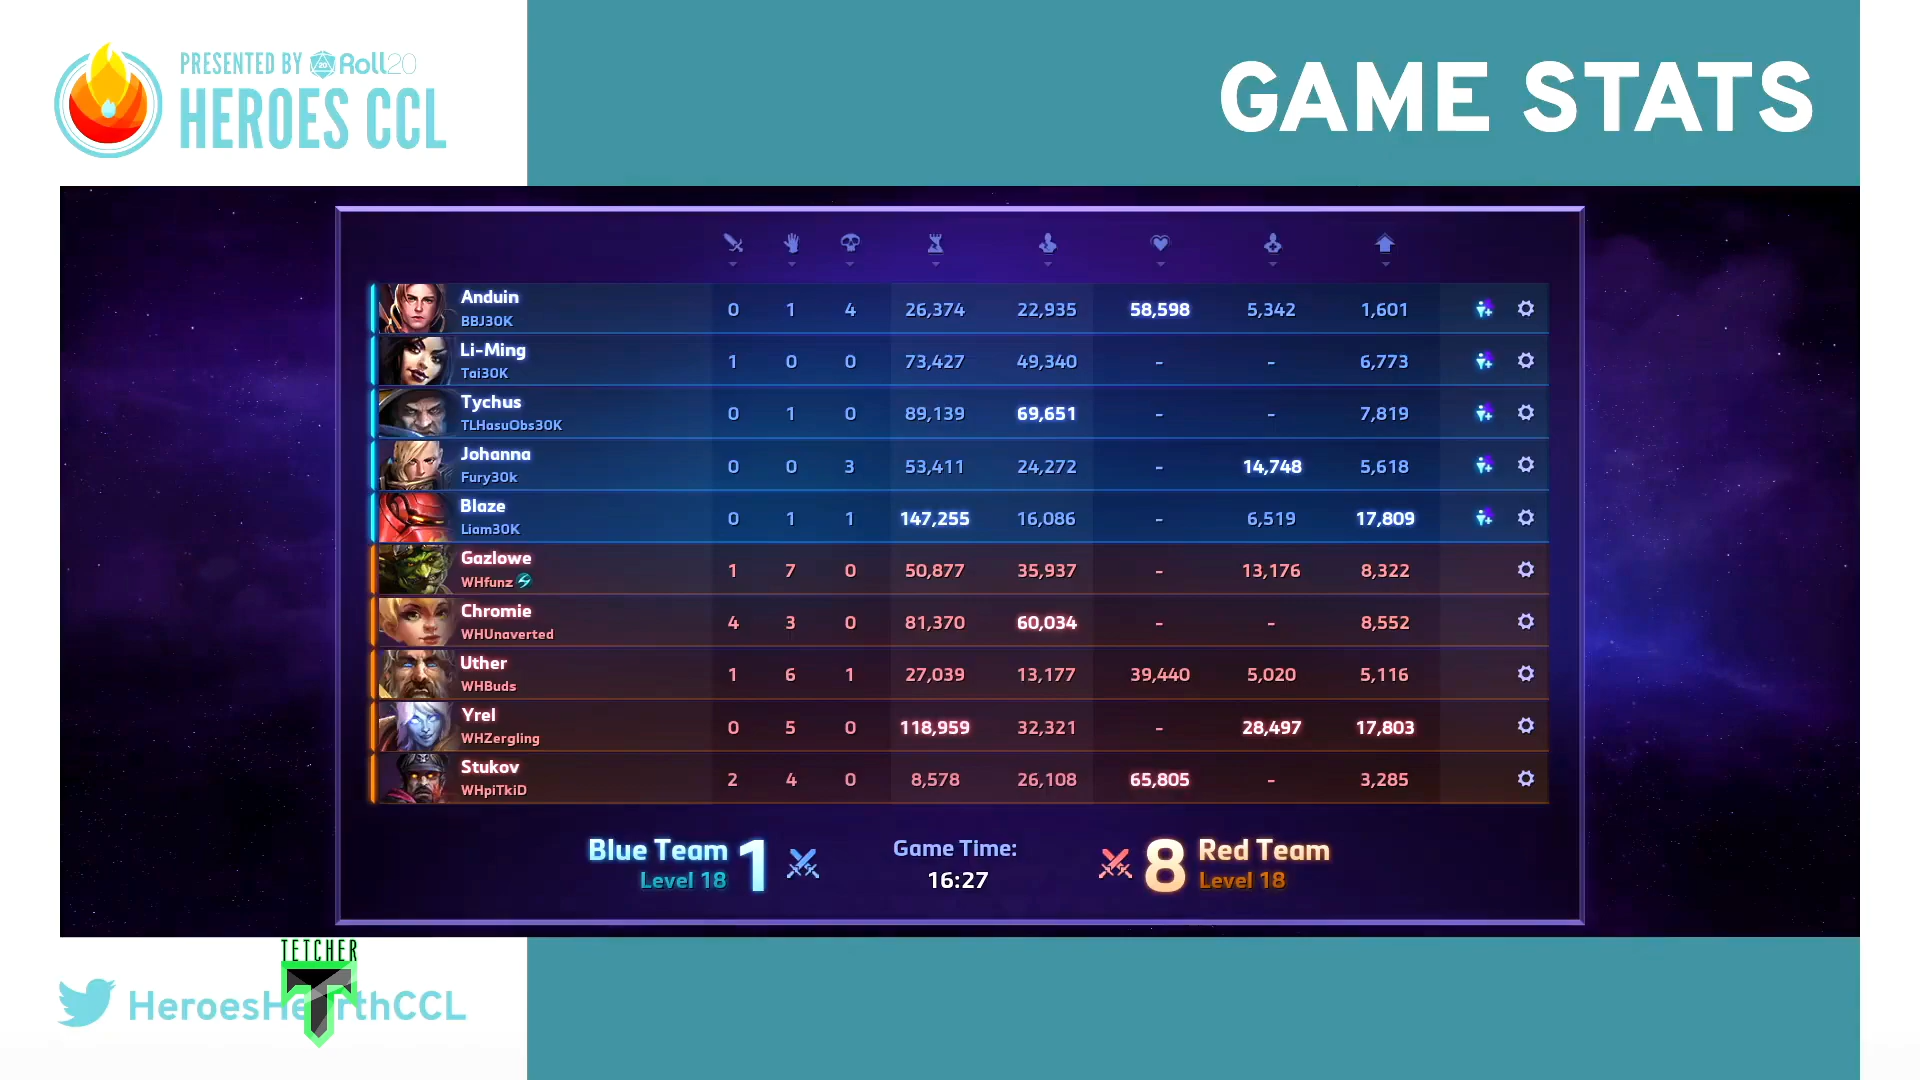 PRESENTED BY Roll20
HEROES CCL
GAME STATS
Anduin
BBJ30K
0 1 4 26,374 22,935 58,598 5,342 1,601
Li-Ming
Tai30K
1 0 0 73,427 49,340 - - 6,773
Tychus
TLHasuObs30K
0 1 0 89,139 69,651 - - 7,819
Johanna
Fury30k
0 0 3 53,411 24,272 - 14,748 5,618
Blaze
Liam30K
0 1 1 147,255 16,086 - 6,519 17,809
Gazlowe
WHfunz
1 7 0 50,877 35,937 - 13,176 8,322
Chromie
WHUnaverted
4 3 0 81,370 60,034 - - 8,552
Uther
WHBuds
1 6 1 27,039 13,177 39,440 5,020 5,116
Yrel
WHZergling
0 5 0 118,959 32,321 - 28,497 17,803
Stukov
WHpiTkiD
2 4 0 8,578 26,108 65,805 - 3,285
Blue Team 1
Level 18
Game Time:
16:27
8 Red Team
Level 18
TETCHER
T